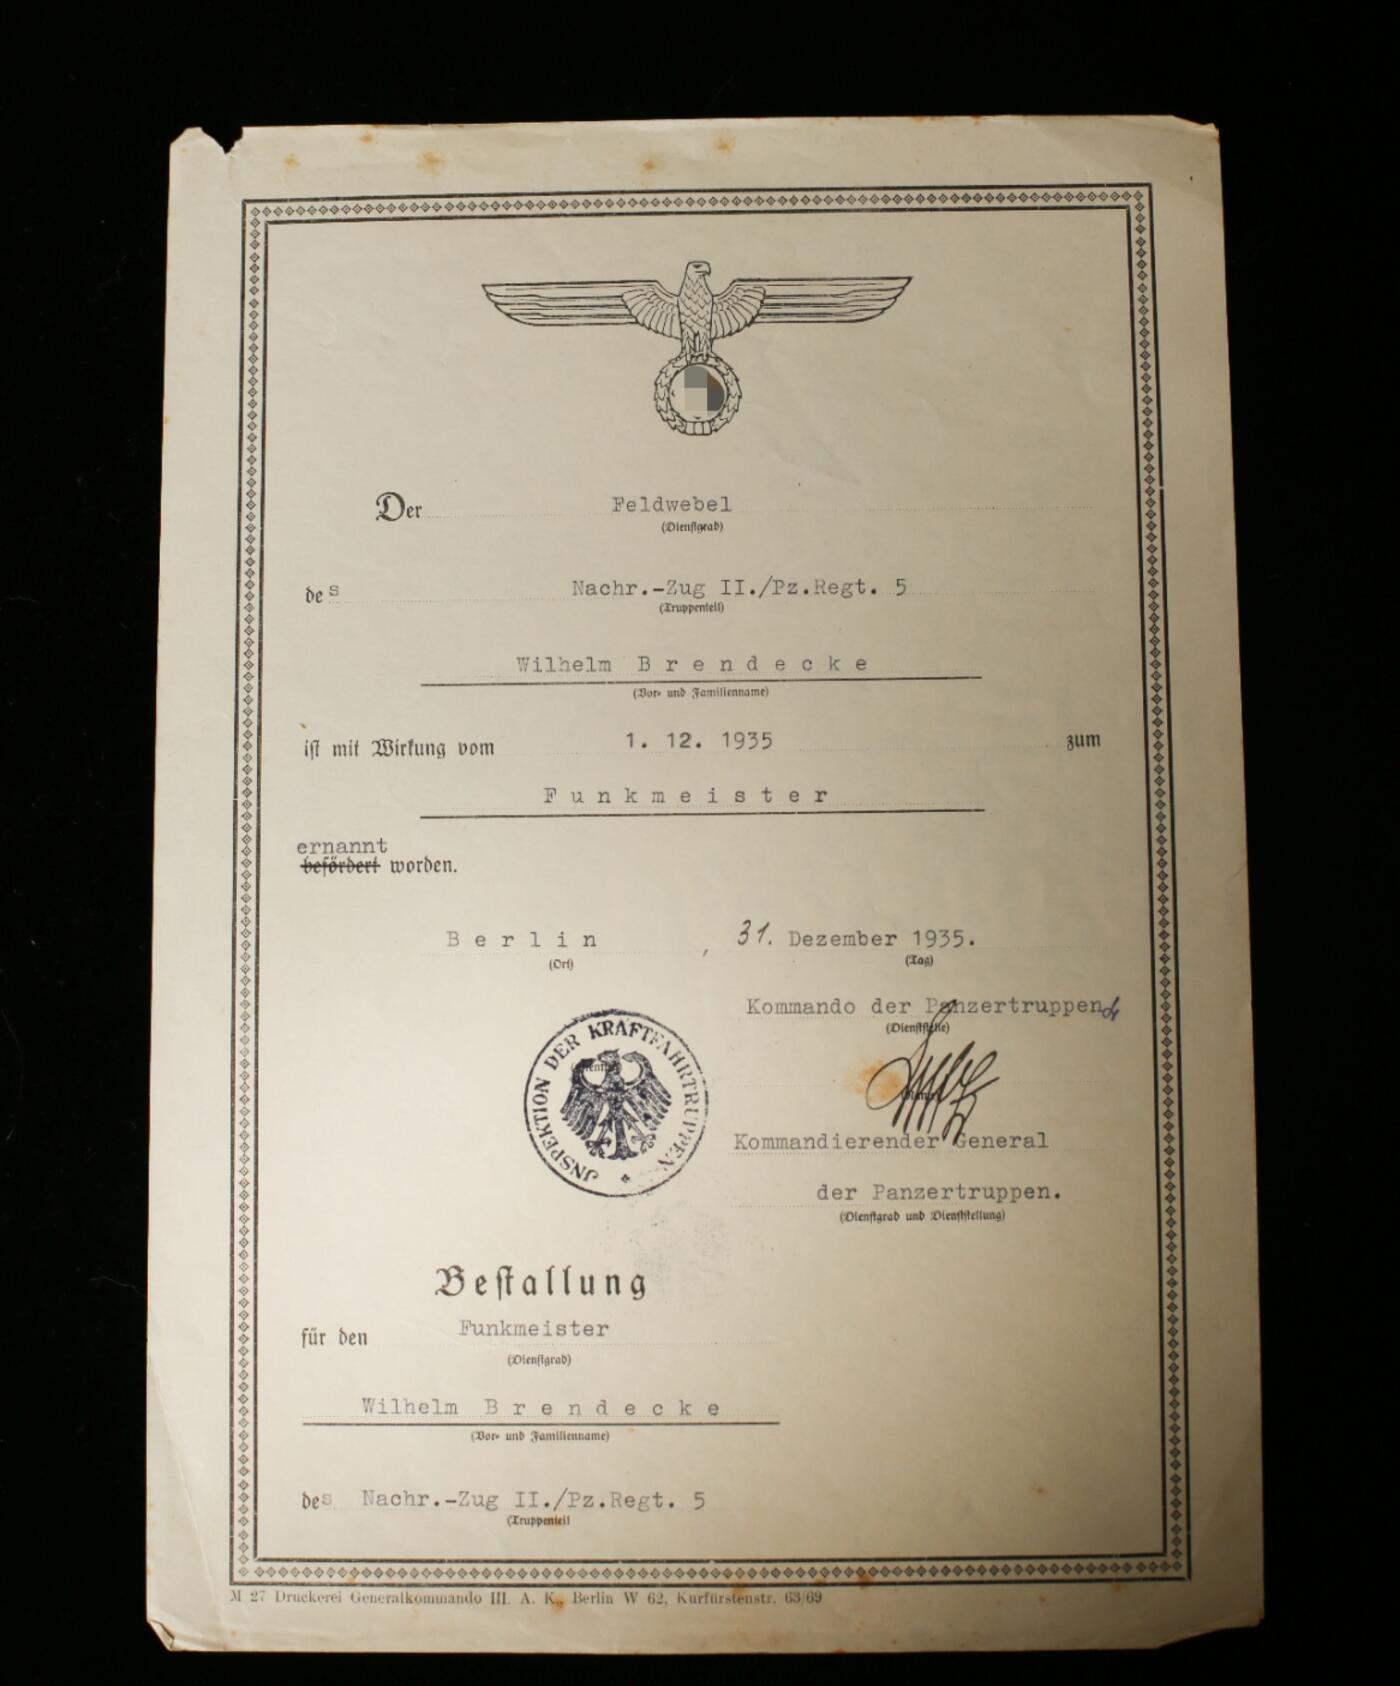 Der Feldwebel
(Dienstgrad)
des Nachr.-Zug II./Pz.Regt. 5
(Truppenteil)
Wilhelm Brendecke
(Vor- und Familienname)
ist mit Wirkung vom 1. 12. 1935 zum
Funkmeister
ernannt
befördert worden.
Berlin, 31. Dezember 1935.
(Ort) (Tag)
Kommando der Panzertruppen
(Dienststelle)
JNSPEKTION DER KRAFTFAHRTRUPPEN
Kommandierender General
der Panzertruppen.
(Dienstgrad und Dienststellung)
Bestallung
für den Funkmeister
(Dienstgrad)
Wilhelm Brendecke
(Vor- und Familienname)
des Nachr.-Zug II./Pz.Regt. 5
(Truppenteil
M 27 Druckerei Generalkommando III. A. K., Berlin W 62, Kurfürstenstr. 63/69